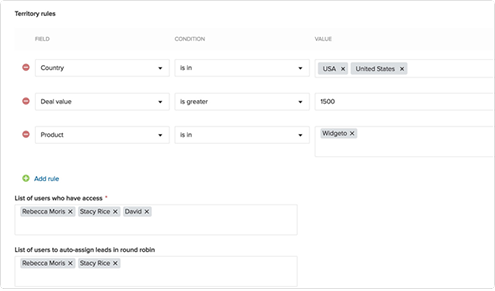 Territory rules
FIELD CONDITION VALUE
Country is in USA × United States ×
Deal value is greater 1500
Product is in Widgeto ×
Add rule
List of users who have access *
Rebecca Moris × Stacy Rice × David ×
List of users to auto-assign leads in round robin
Rebecca Moris × Stacy Rice ×